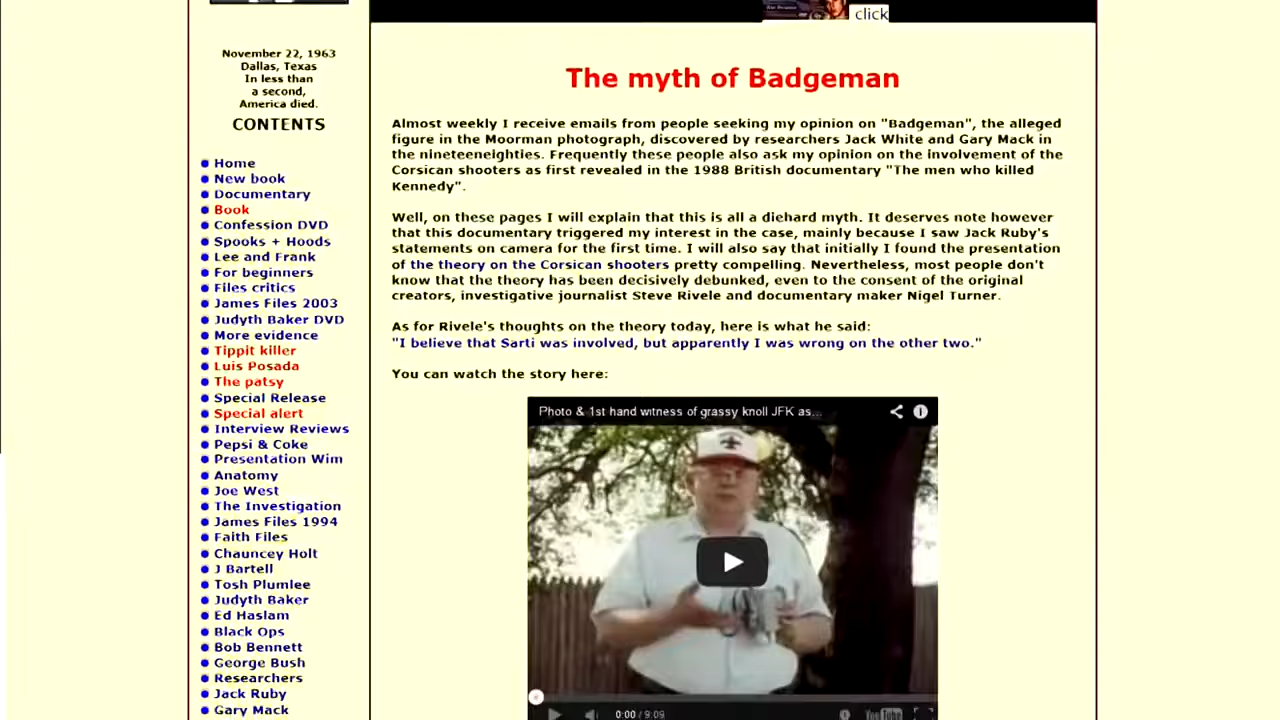 click
November 22, 1963
Dallas, Texas
In less than
a second,
America died.
CONTENTS
Home
New book
Documentary
Book
Confession DVD
Spooks + Hoods
Lee and Frank
For beginners
Files critics
James Files 2003
Judyth Baker DVD
More evidence
Tippit killer
Luis Posada
The patsy
Special Release
Special alert
Interview Reviews
Pepsi & Coke
Presentation Wim
Anatomy
Joe West
The Investigation
James Files 1994
Faith Files
Chauncey Holt
J Bartell
Tosh Plumlee
Judyth Baker
Ed Haslam
Black Ops
Bob Bennett
George Bush
Researchers
Jack Ruby
Gary Mack
The myth of Badgeman
Almost weekly I receive emails from people seeking my opinion on "Badgeman", the alleged
figure in the Moorman photograph, discovered by researchers Jack White and Gary Mack in
the nineteeneighties. Frequently these people also ask my opinion on the involvement of the
Corsican shooters as first revealed in the 1988 British documentary "The men who killed
Kennedy".
Well, on these pages I will explain that this is all a diehard myth. It deserves note however
that this documentary triggered my interest in the case, mainly because I saw Jack Ruby's
statements on camera for the first time. I will also say that initially I found the presentation
of the theory on the Corsican shooters pretty compelling. Nevertheless, most people don't
know that the theory has been decisively debunked, even to the consent of the original
creators, investigative journalist Steve Rivele and documentary maker Nigel Turner.
As for Rivele's thoughts on the theory today, here is what he said:
"I believe that Sarti was involved, but apparently I was wrong on the other two."
You can watch the story here:
Photo & 1st hand witness of grassy knoll JFK as...
0:00 / 9:09
YouTube